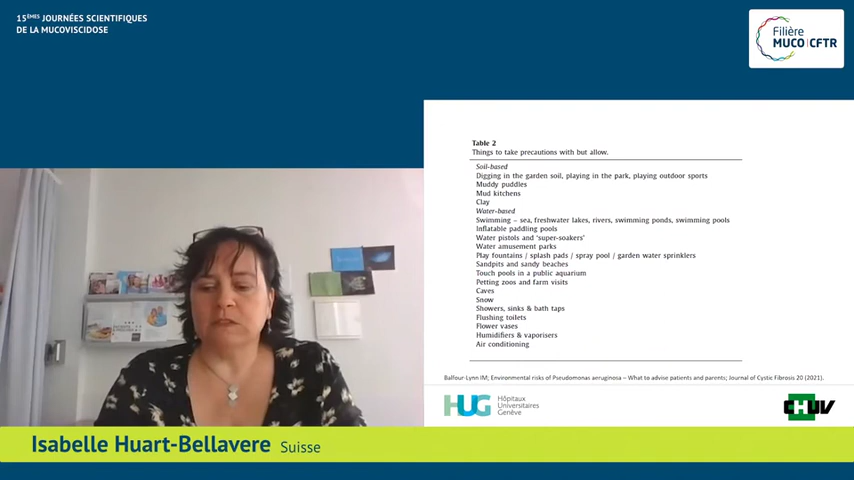 15ÈMES JOURNÉES SCIENTIFIQUES
DE LA MUCOVISCIDOSE
Filière
MUCO|CFTR
Table 2
Things to take precautions with but allow.
Soil-based
Digging in the garden soil, playing in the park, playing outdoor sports
Muddy puddles
Mud kitchens
Clay
Water-based
Swimming – sea, freshwater lakes, rivers, swimming ponds, swimming pools
Inflatable paddling pools
Water pistols and 'super-soakers'
Water amusement parks
Play fountains / splash pads / spray pool / garden water sprinklers
Sandpits and sandy beaches
Touch pools in a public aquarium
Petting zoos and farm visits
Caves
Snow
Showers, sinks & bath taps
Flushing toilets
Flower vases
Humidifiers & vaporisers
Air conditioning
Balfour-Lynn IM; Environmental risks of Pseudomonas aeruginosa – What to advise patients and parents; Journal of Cystic Fibrosis 20 (2021).
HUG
Hôpitaux
Universitaires
Genève
CHUV
Isabelle Huart-Bellavere Suisse